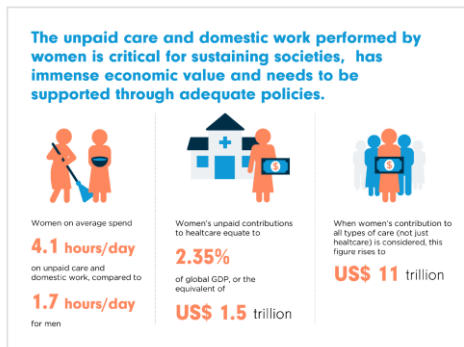 The unpaid care and domestic work performed by
women is critical for sustaining societies, has
immense economic value and needs to be
supported through adequate policies.
Women on average spend
4.1 hours/day
on unpaid care and
domestic work, compared to
1.7 hours/day
for men
Women's unpaid contributions
to healtcare equate to
2.35%
of global GDP, or the
equivalent of
US$ 1.5 trillion
When women's contribution to
all types of care (not just
healtcare) is considered, this
figure rises to
US$ 11 trillion